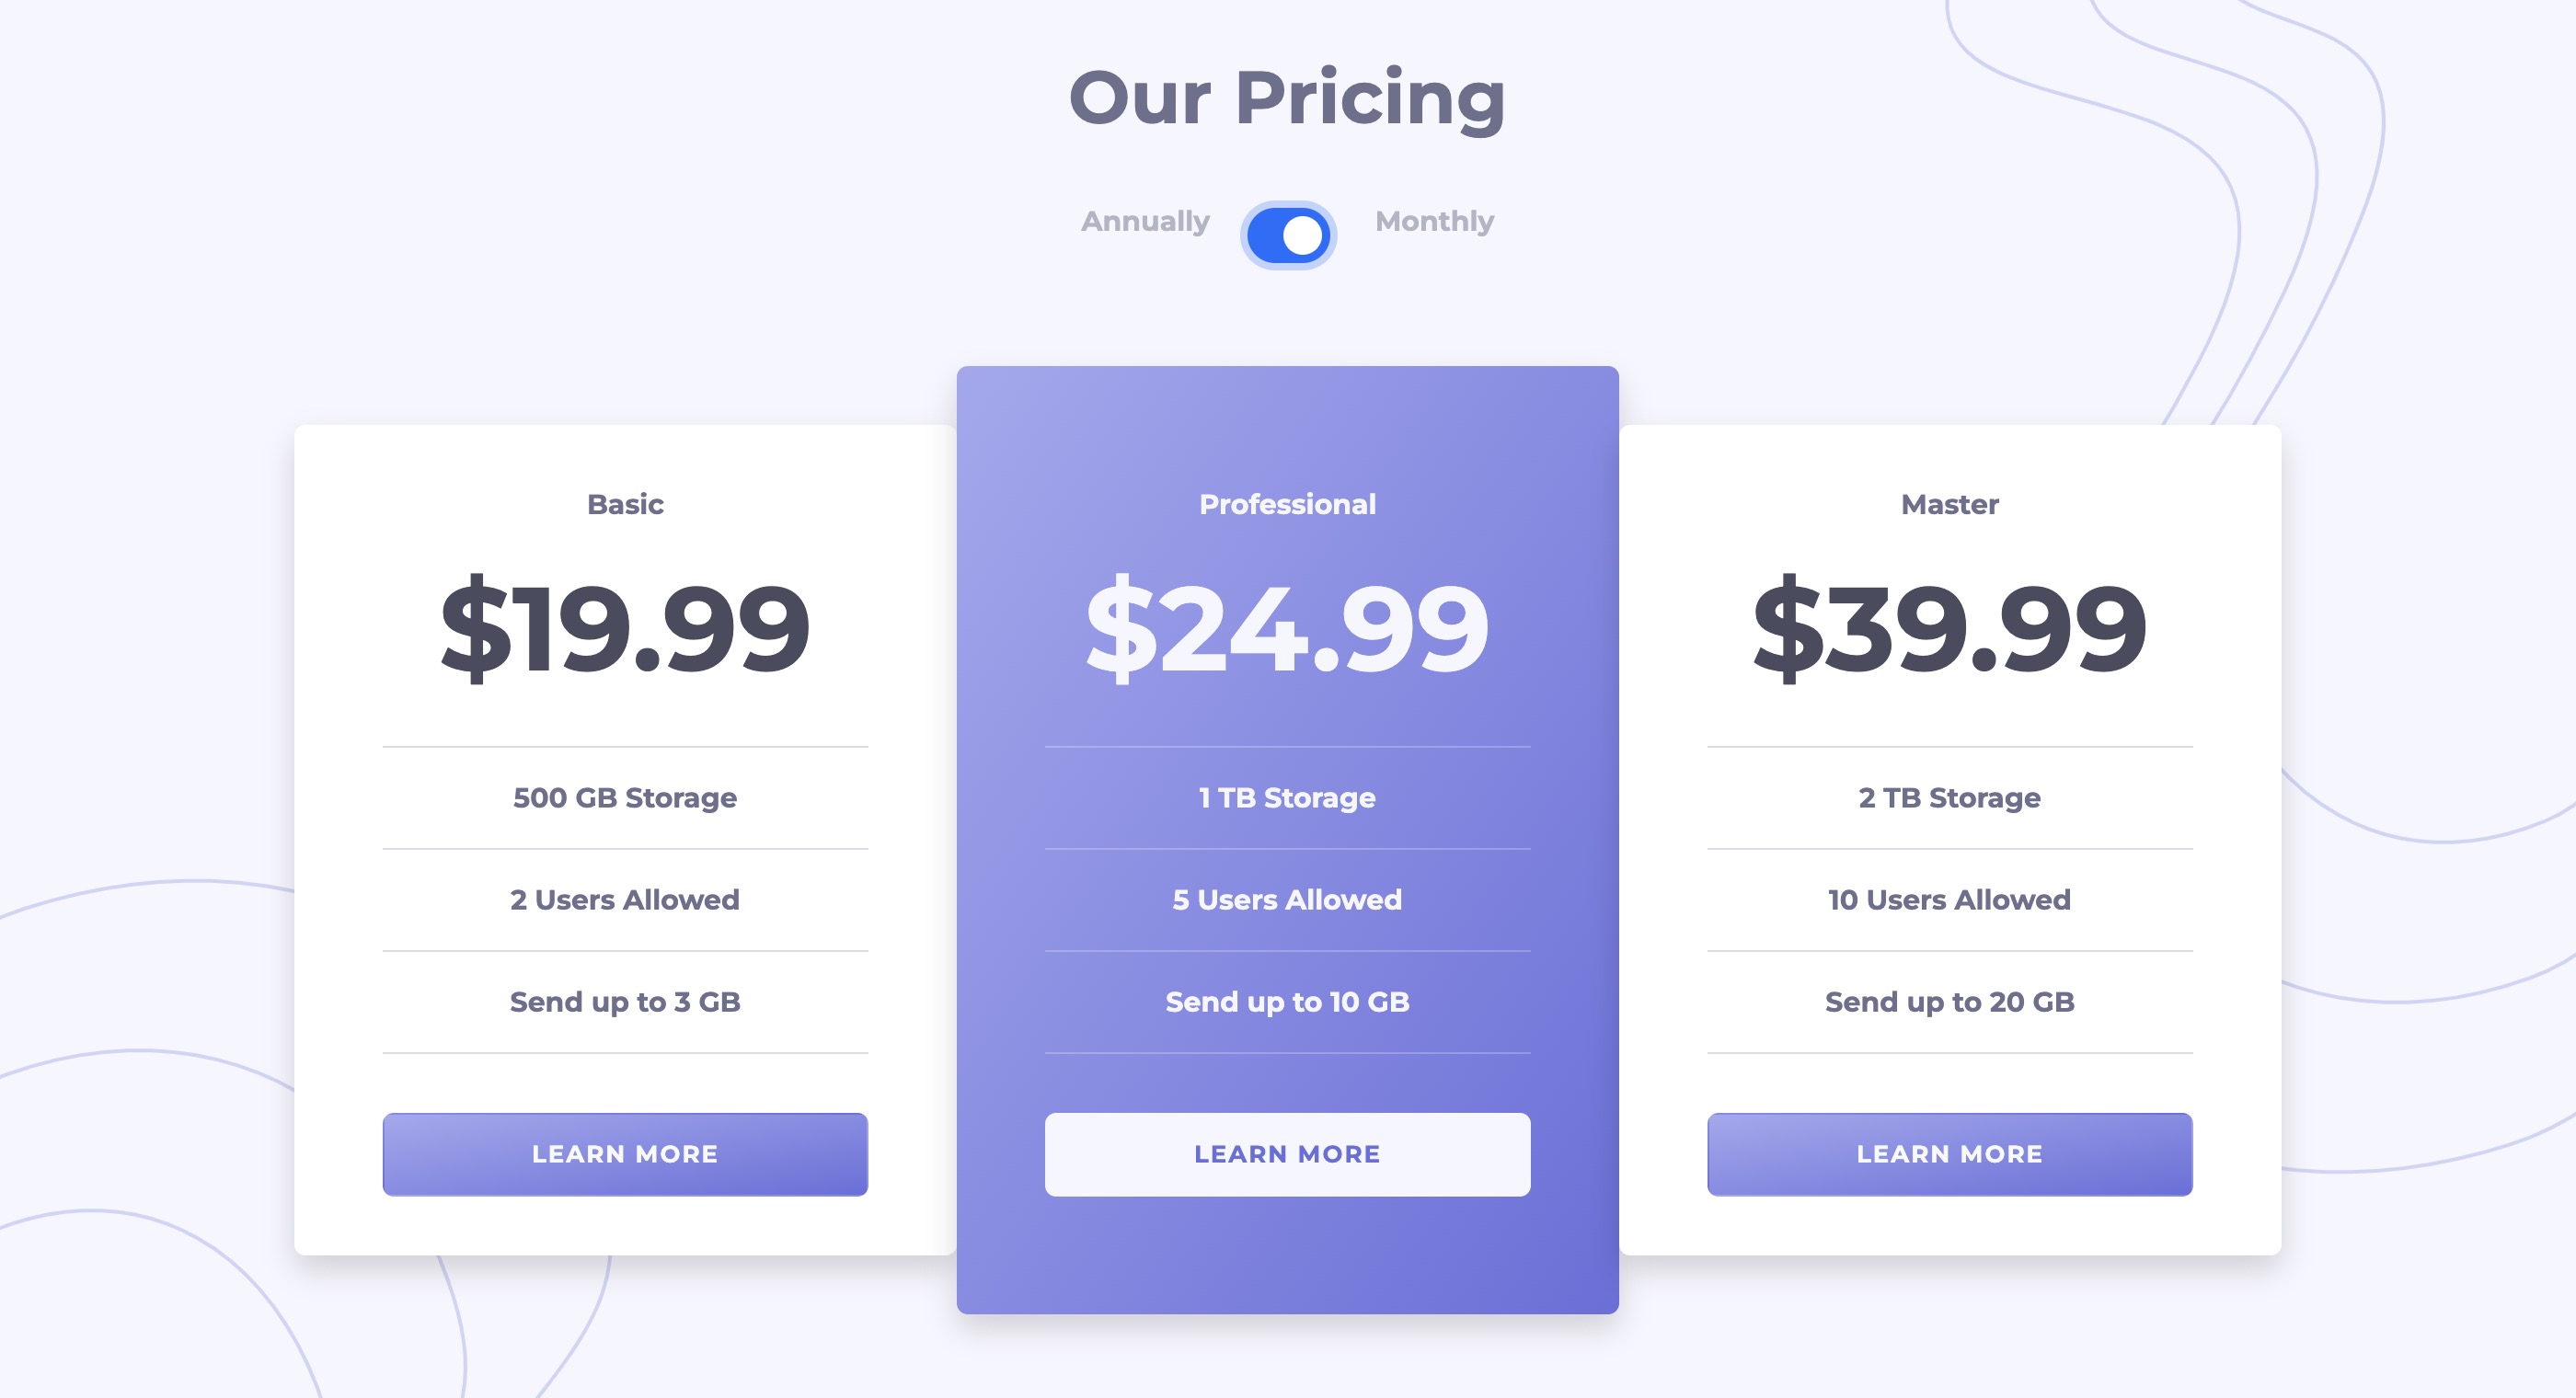 Our Pricing
Annually Monthly
Basic
$19.99
500 GB Storage
2 Users Allowed
Send up to 3 GB
LEARN MORE
Professional
$24.99
1 TB Storage
5 Users Allowed
Send up to 10 GB
LEARN MORE
Master
$39.99
2 TB Storage
10 Users Allowed
Send up to 20 GB
LEARN MORE